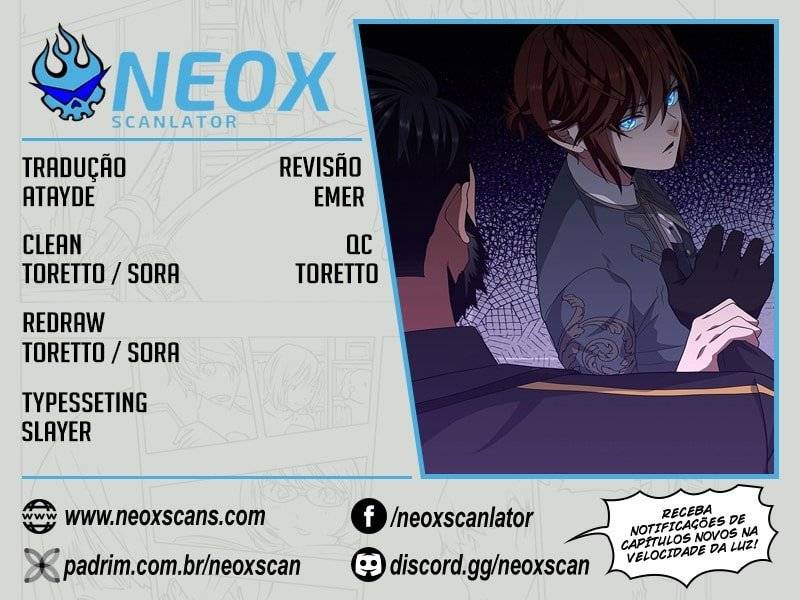 NEOX
SCANLATOR
TRADUÇÃO
ATAYDE
REVISÃO
EMER
CLEAN
TORETTO / SORA
QC
TORETTO
REDRAW
TORETTO / SORA
TYPESSETING
SLAYER
www.neoxscans.com
/neoxscanlator
padrim.com.br/neoxscan
discord.gg/neoxscan
RECEBA
NOTIFICAÇÕES DE
CAPÍTULOS NOVOS NA
VELOCIDADE DA LUZ!